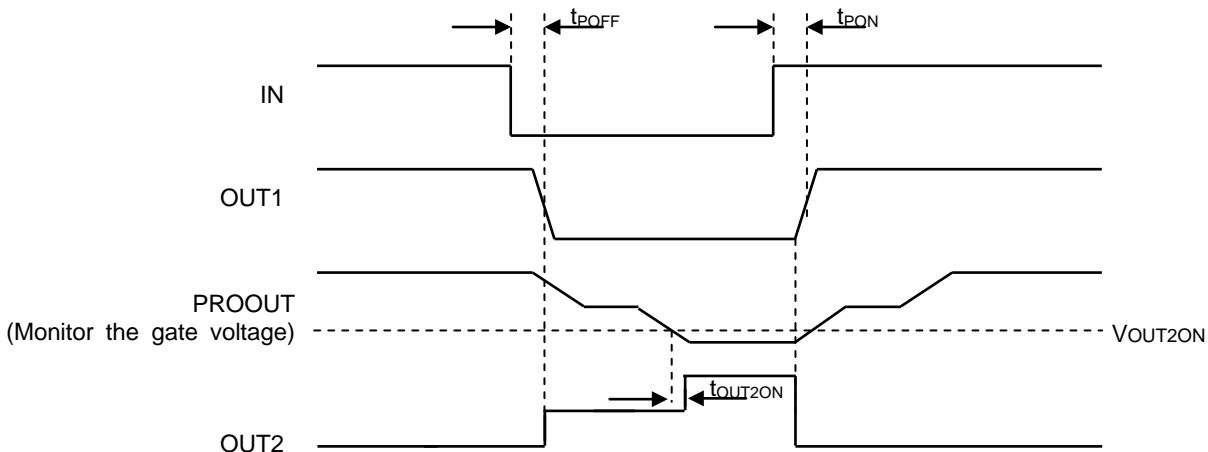 tPOFF
tPON
IN
OUT1
PROOUT
(Monitor the gate voltage)
VOUT2ON
tOUT2ON
OUT2